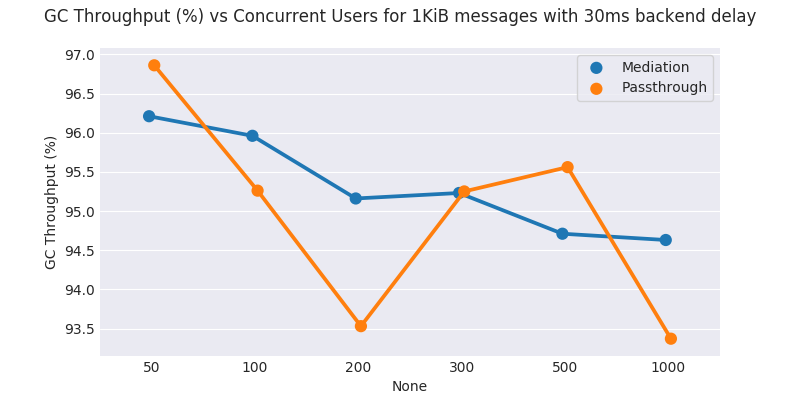 GC Throughput (%) vs Concurrent Users for 1KiB messages with 30ms backend delay
Mediation
Passthrough
GC Throughput (%)
97.0
96.5
96.0
95.5
95.0
94.5
94.0
93.5
50 100 200 300 500 1000
None